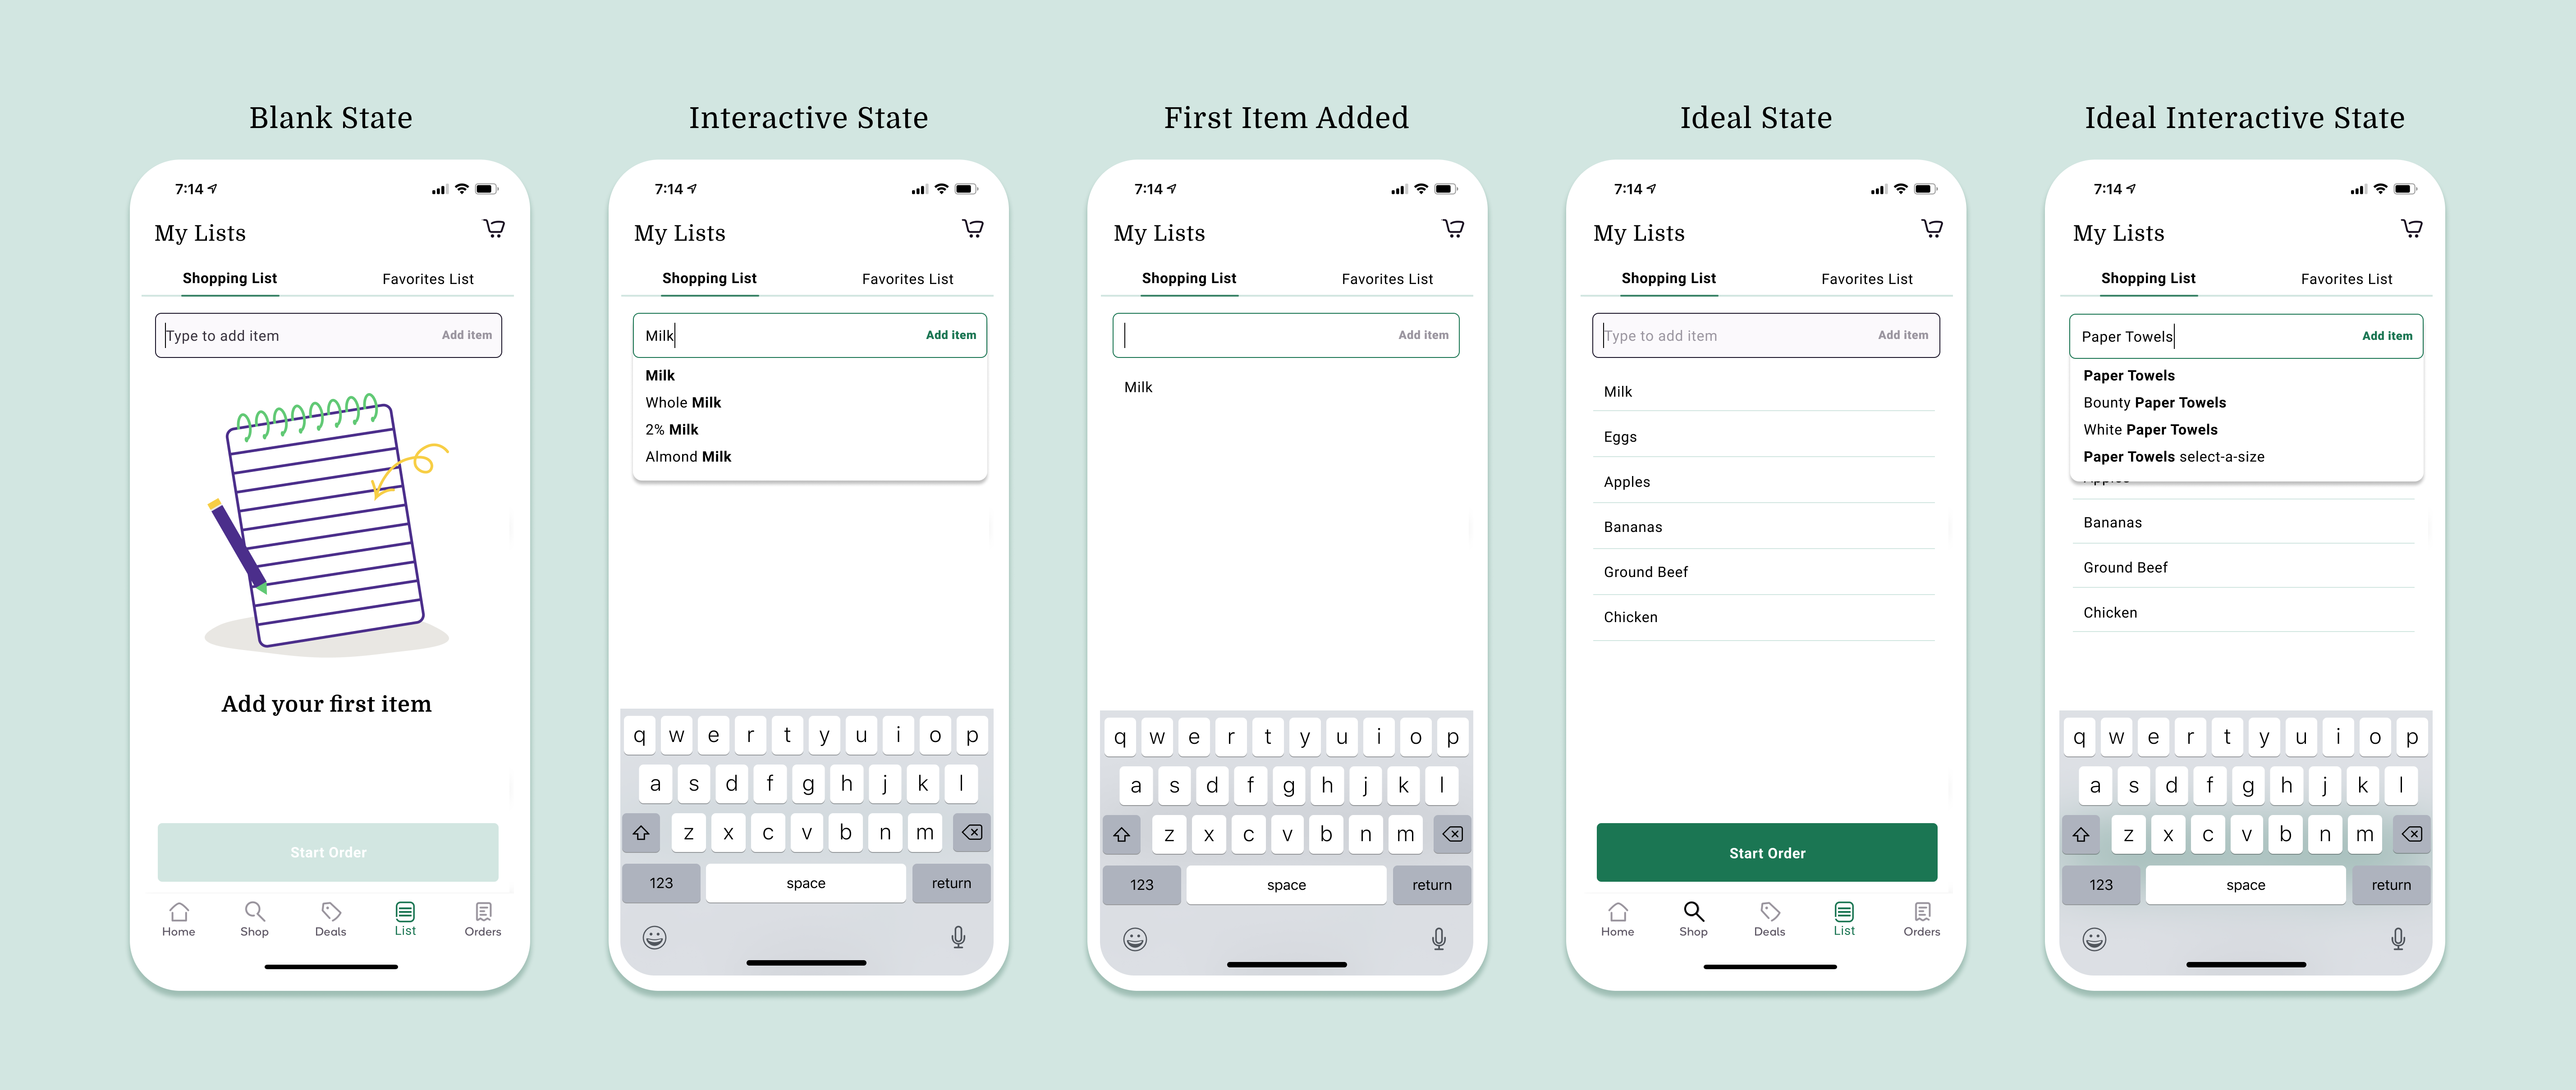 Blank State
7:14
My Lists
Shopping List Favorites List
Type to add item Add item
Add your first item
Start Order
Home Shop Deals List Orders
Interactive State
7:14
My Lists
Shopping List Favorites List
Milk Add item
Milk
Whole Milk
2% Milk
Almond Milk
q w e r t y u i o p
a s d f g h j k l
z x c v b n m
123 space return
First Item Added
7:14
My Lists
Shopping List Favorites List
Add item
Milk
q w e r t y u i o p
a s d f g h j k l
z x c v b n m
123 space return
Ideal State
7:14
My Lists
Shopping List Favorites List
Type to add item Add item
Milk
Eggs
Apples
Bananas
Ground Beef
Chicken
Start Order
Home Shop Deals List Orders
Ideal Interactive State
7:14
My Lists
Shopping List Favorites List
Paper Towels Add item
Paper Towels
Bounty Paper Towels
White Paper Towels
Paper Towels select-a-size
Bananas
Ground Beef
Chicken
q w e r t y u i o p
a s d f g h j k l
z x c v b n m
123 space return